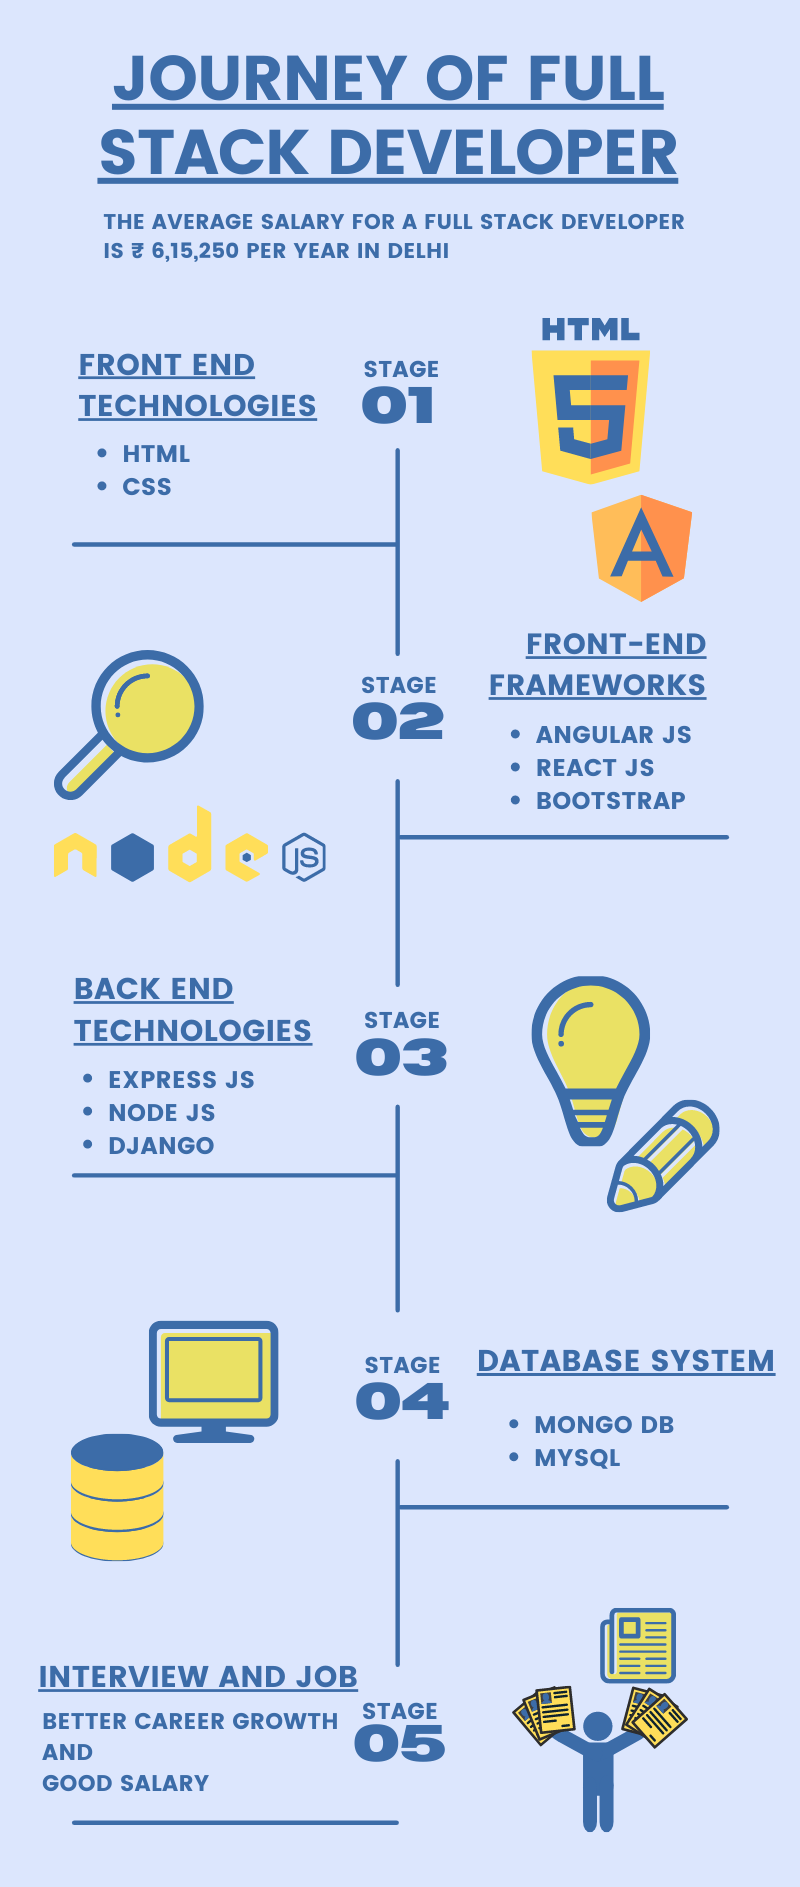 JOURNEY OF FULL
STACK DEVELOPER
THE AVERAGE SALARY FOR A FULL STACK DEVELOPER
IS ₹ 6,15,250 PER YEAR IN DELHI
FRONT END
TECHNOLOGIES
• HTML
• CSS
STAGE
01
HTML
5
A
STAGE
02
FRONT-END
FRAMEWORKS
• ANGULAR JS
• REACT JS
• BOOTSTRAP
node JS
BACK END
TECHNOLOGIES
• EXPRESS JS
• NODE JS
• DJANGO
STAGE
03
STAGE
04
DATABASE SYSTEM
• MONGO DB
• MYSQL
INTERVIEW AND JOB
BETTER CAREER GROWTH
AND
GOOD SALARY
STAGE
05